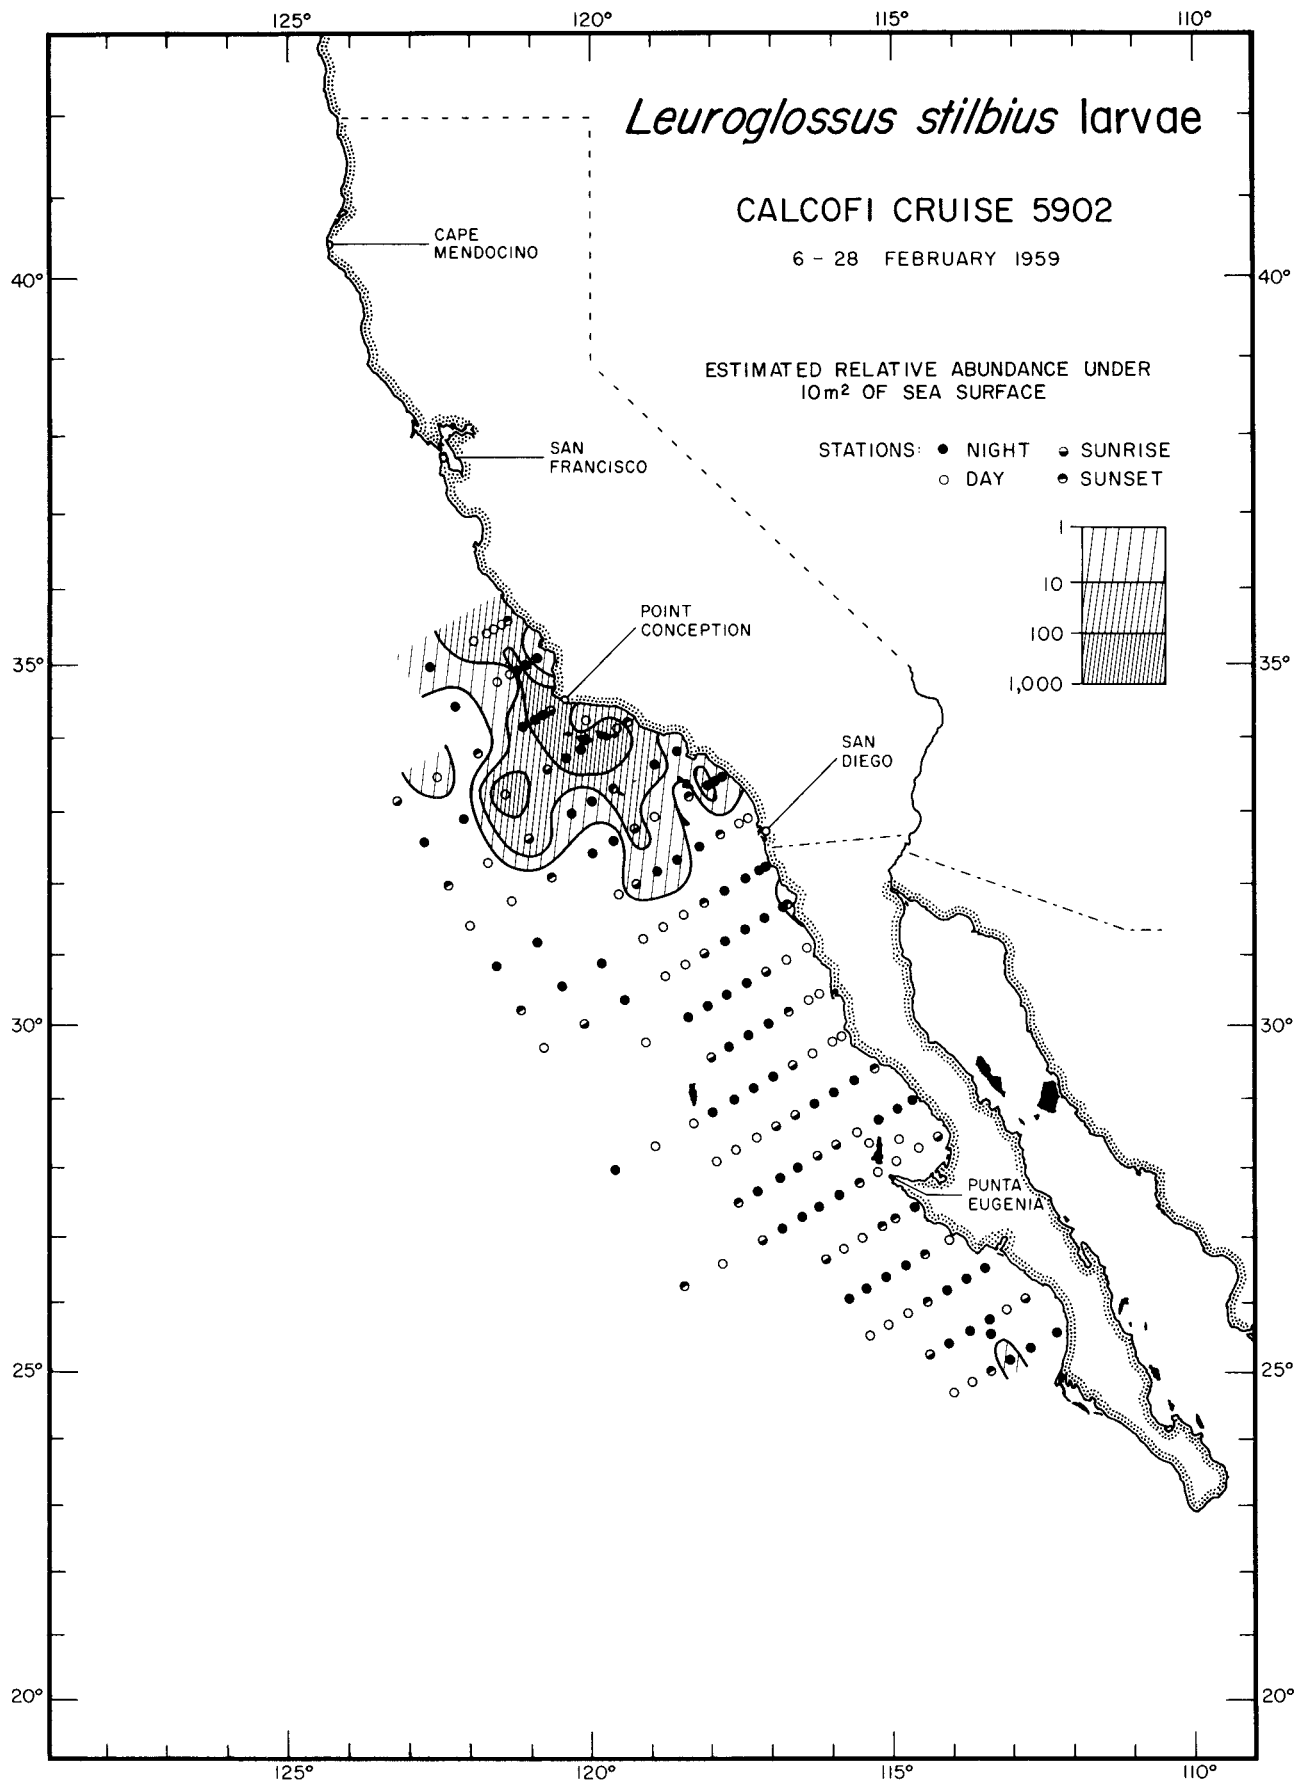 125° 120° 115° 110°
Leuroglossus stilbius larvae
CALCOFI CRUISE 5902
6 - 28 FEBRUARY 1959
CAPE
MENDOCINO
40° 40°
ESTIMATED RELATIVE ABUNDANCE UNDER
10m² OF SEA SURFACE
STATIONS: ● NIGHT ◒ SUNRISE
○ DAY ◓ SUNSET
SAN
FRANCISCO
1
10
100
1,000
POINT
CONCEPTION
35° 35°
SAN
DIEGO
30° 30°
PUNTA
EUGENIA
25° 25°
20° 20°
125° 120° 115° 110°